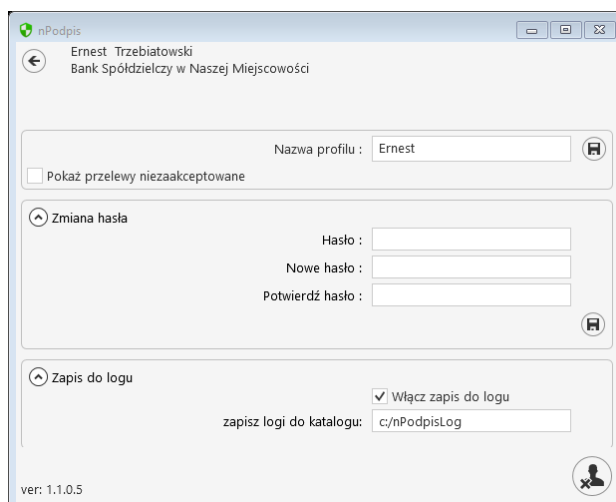 nPodpis
Ernest Trzebiatowski
Bank Spółdzielczy w Naszej Miejscowości
Nazwa profilu : Ernest
Pokaż przelewy niezaakceptowane
Zmiana hasła
Hasło :
Nowe hasło :
Potwierdź hasło :
Zapis do logu
Włącz zapis do logu
zapisz logi do katalogu: c:/nPodpisLog
ver: 1.1.0.5